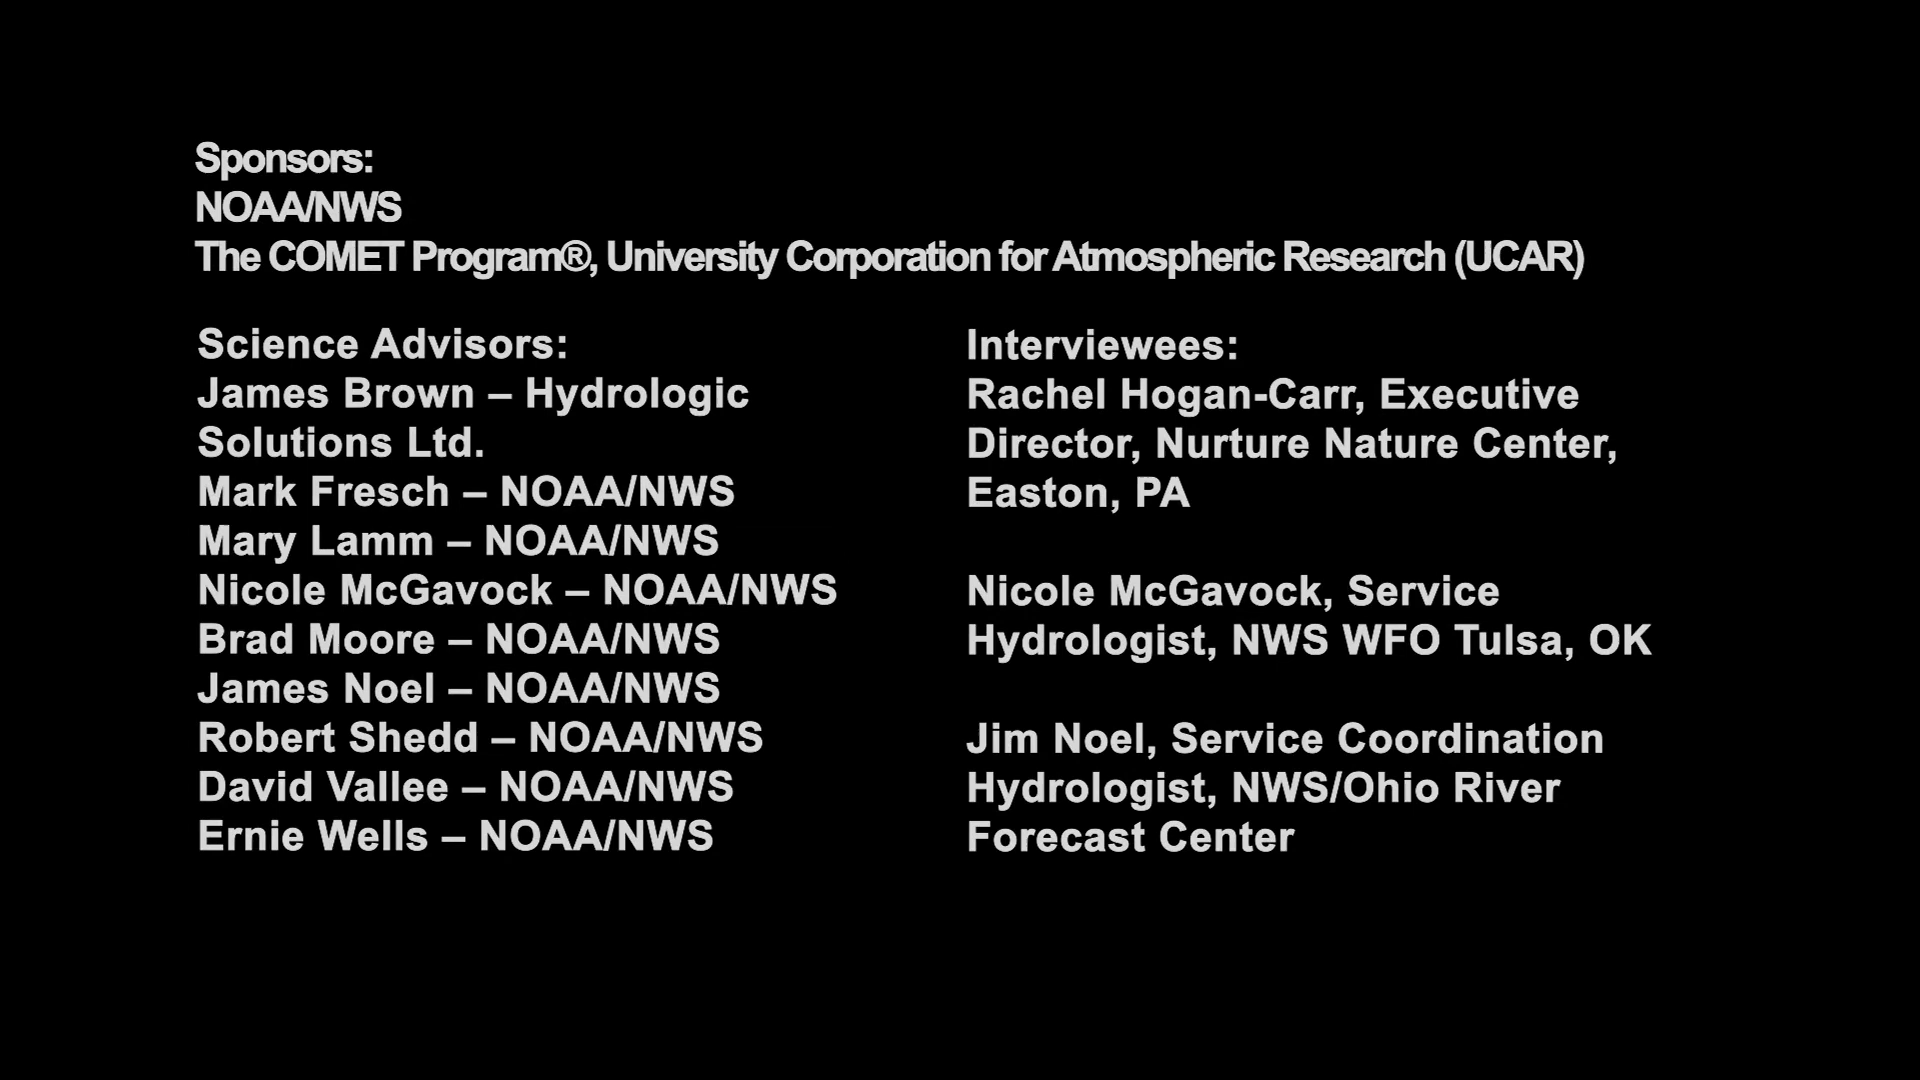 Sponsors:
NOAA/NWS
The COMET Program®, University Corporation for Atmospheric Research (UCAR)
Science Advisors:
James Brown – Hydrologic
Solutions Ltd.
Mark Fresch – NOAA/NWS
Mary Lamm – NOAA/NWS
Nicole McGavock – NOAA/NWS
Brad Moore – NOAA/NWS
James Noel – NOAA/NWS
Robert Shedd – NOAA/NWS
David Vallee – NOAA/NWS
Ernie Wells – NOAA/NWS
Interviewees:
Rachel Hogan-Carr, Executive
Director, Nurture Nature Center,
Easton, PA
Nicole McGavock, Service
Hydrologist, NWS WFO Tulsa, OK
Jim Noel, Service Coordination
Hydrologist, NWS/Ohio River
Forecast Center